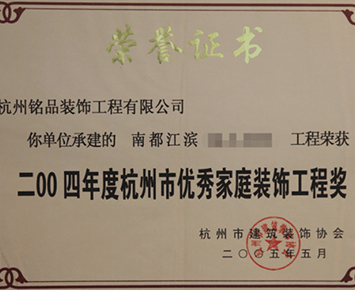 荣誉证书
杭州铭品装饰工程有限公司
你单位承建的 南都江滨 工程荣获
二00四年度杭州市优秀家庭装饰工程奖
杭州市建筑装饰协会
二〇〇五年五月